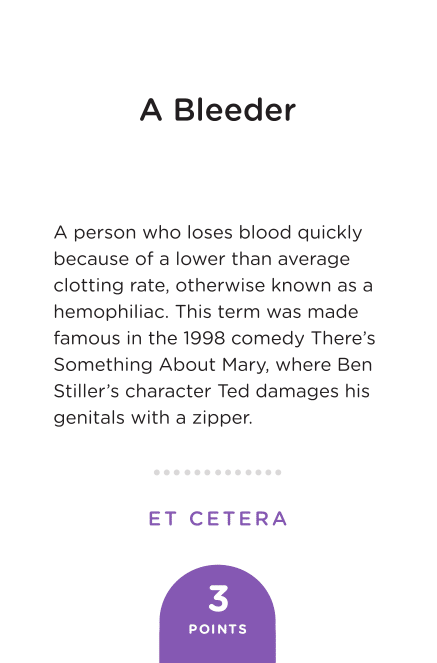 A Bleeder
A person who loses blood quickly
because of a lower than average
clotting rate, otherwise known as a
hemophiliac. This term was made
famous in the 1998 comedy There’s
Something About Mary, where Ben
Stiller’s character Ted damages his
genitals with a zipper.
ET CETERA
3
POINTS